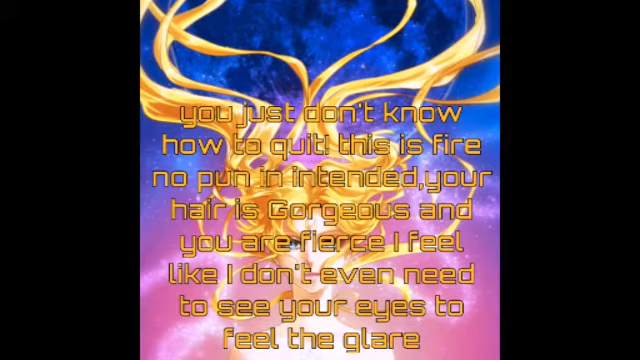 you just don't know
how to quit! this is fire
no pun in intended,your
hair is Gorgeous and
you are fierce I feel
like I don't even need
to see your eyes to
feel the glare